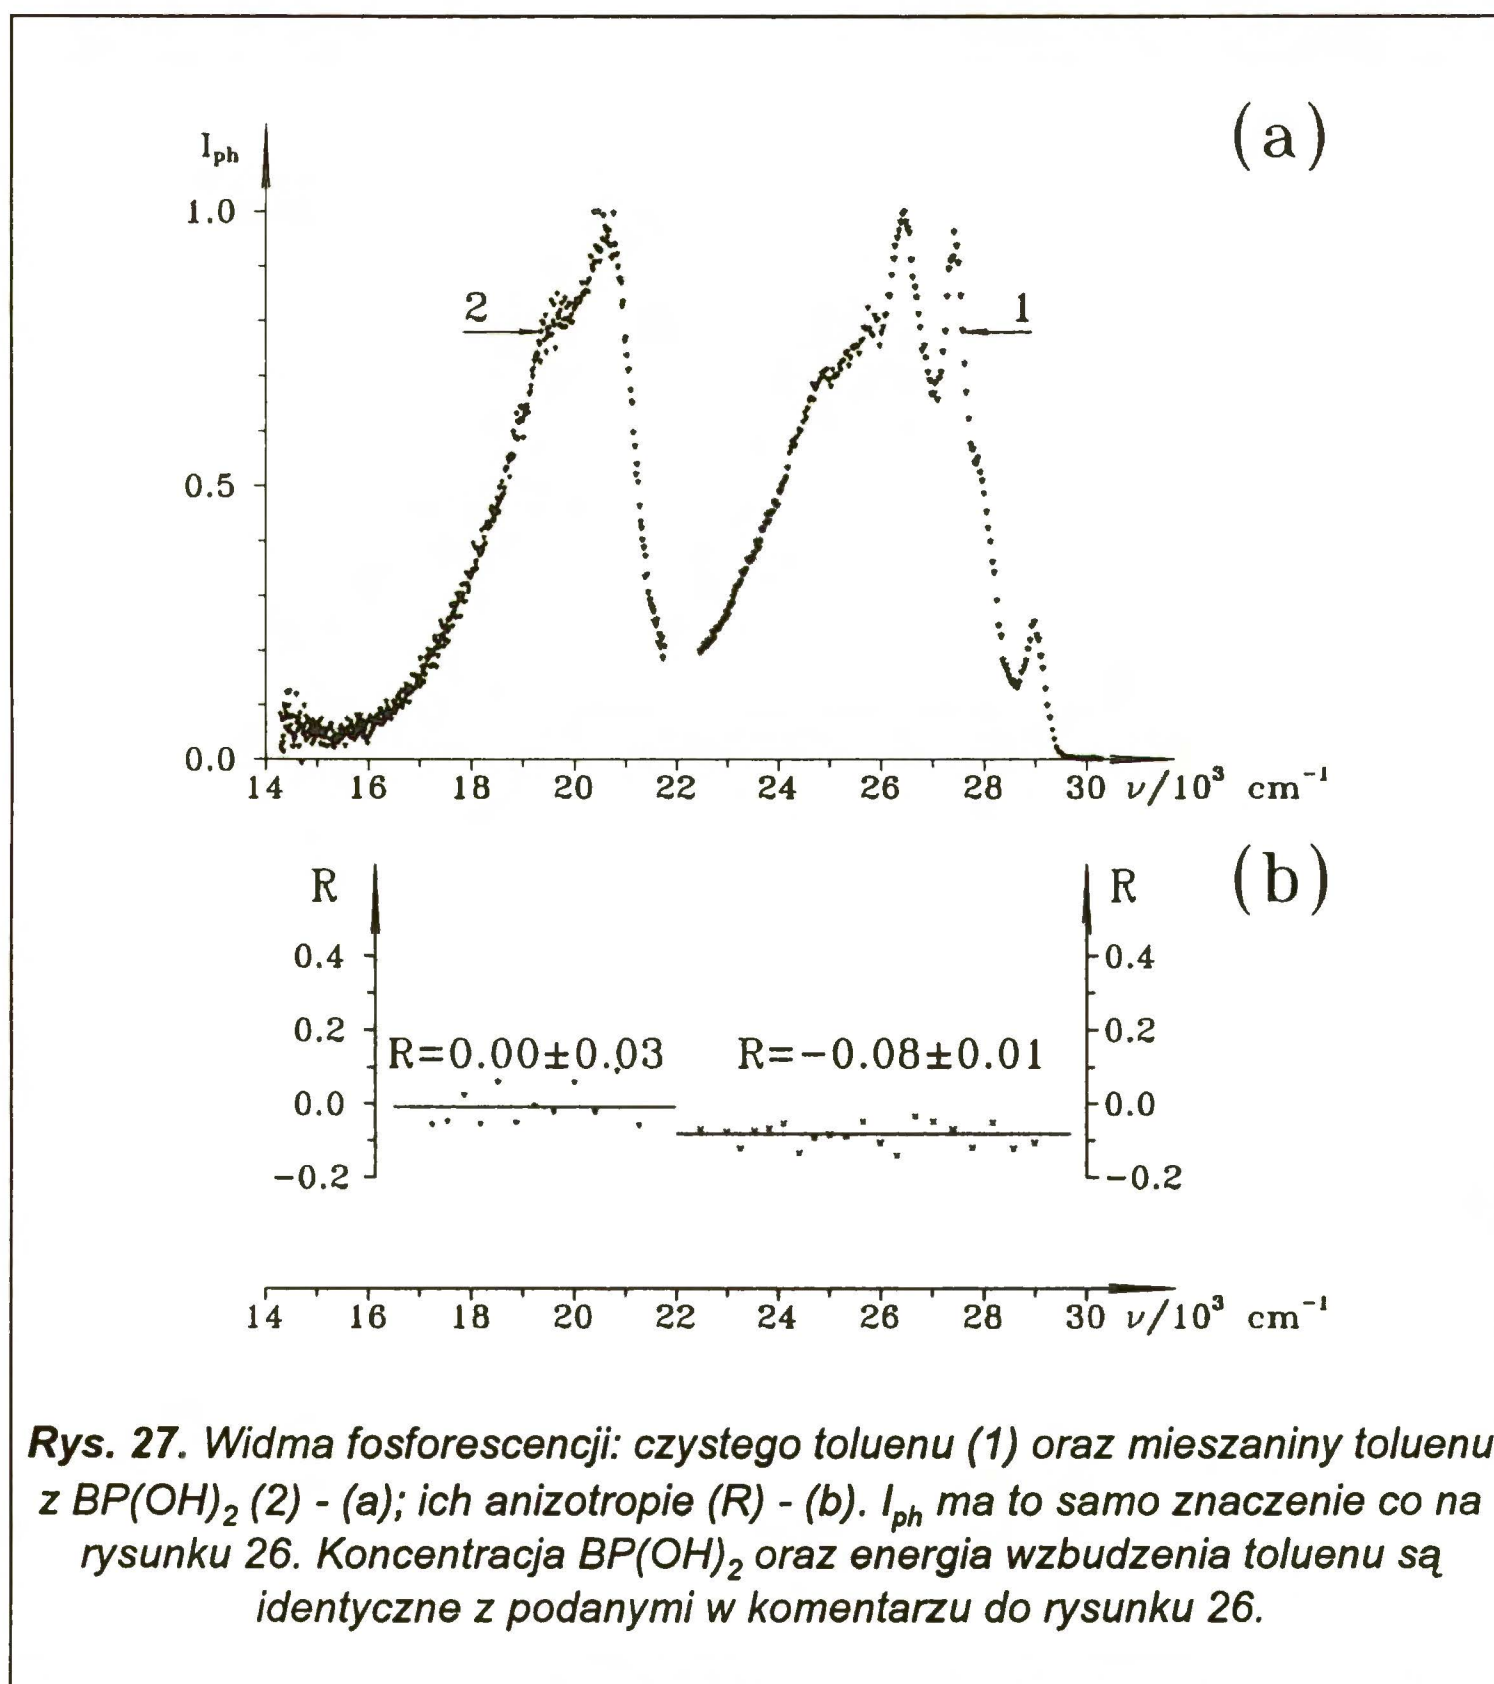 (a)
I_ph
1.0
2
1
0.5
0.0
14 16 18 20 22 24 26 28 30 ν/10³ cm⁻¹
(b)
R R
0.4 0.4
0.2 0.2
R=0.00±0.03 R=−0.08±0.01
0.0 0.0
−0.2 −0.2
14 16 18 20 22 24 26 28 30 ν/10³ cm⁻¹
Rys. 27. Widma fosforescencji: czystego toluenu (1) oraz mieszaniny toluenu
z BP(OH)₂ (2) - (a); ich anizotropie (R) - (b). I_ph ma to samo znaczenie co na
rysunku 26. Koncentracja BP(OH)₂ oraz energia wzbudzenia toluenu są
identyczne z podanymi w komentarzu do rysunku 26.